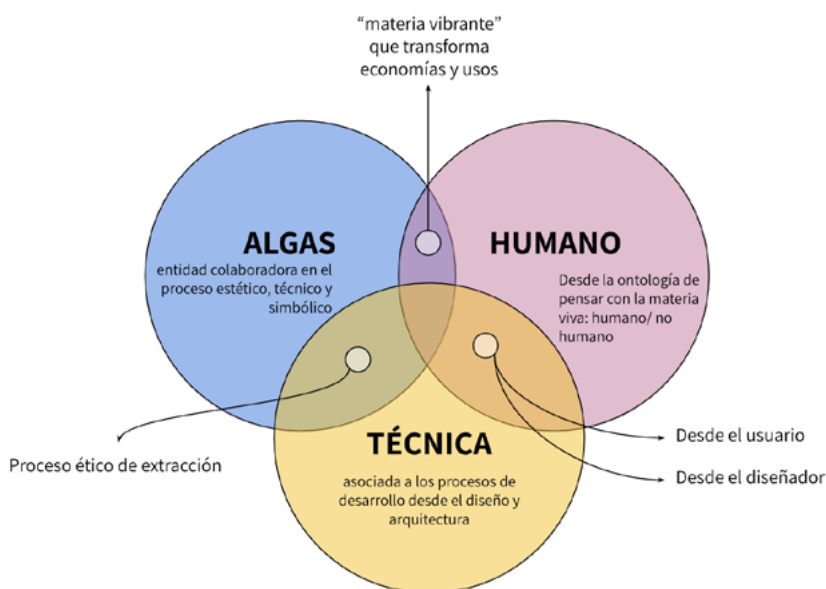 “materia vibrante”
que transforma
economías y usos
ALGAS
entidad colaboradora en el
proceso estético, técnico y
simbólico
HUMANO
Desde la ontología de
pensar con la materia
viva: humano/ no
humano
Proceso ético de extracción
TÉCNICA
asociada a los procesos de
desarrollo desde el diseño y
arquitectura
Desde el usuario
Desde el diseñador